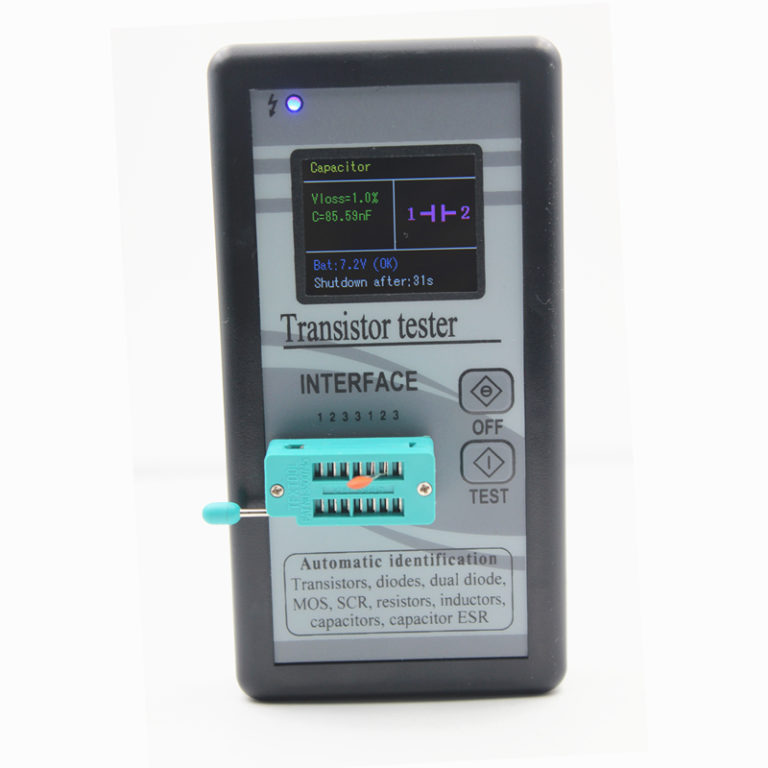 Capacitor
Vloss=1.0%
C=85.59nF
1 2
Bat:7.2V (OK)
Shutdown after:31s
Transistor tester
INTERFACE
1 2 3 3 1 2 3
OFF
TEST
Automatic identification
Transistors, diodes, dual diode,
MOS, SCR, resistors, inductors,
capacitors, capacitor ESR